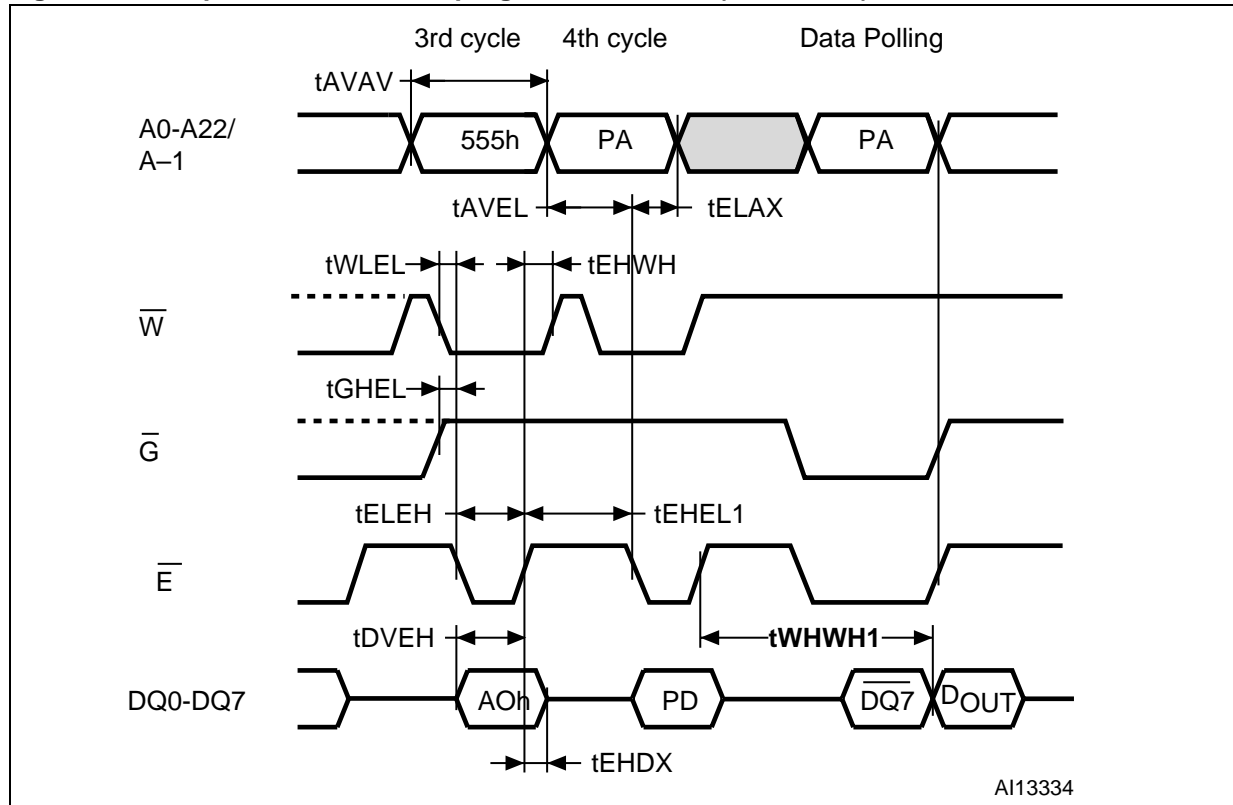 3rd cycle 4th cycle Data Polling
tAVAV
A0-A22/
A–1
555h PA PA
tAVEL tELAX
tWLEL tEHWH
W
tGHEL
G
tELEH tEHEL1
E
tDVEH tWHWH1
DQ0-DQ7 AOh PD DQ7 DOUT
tEHDX
AI13334